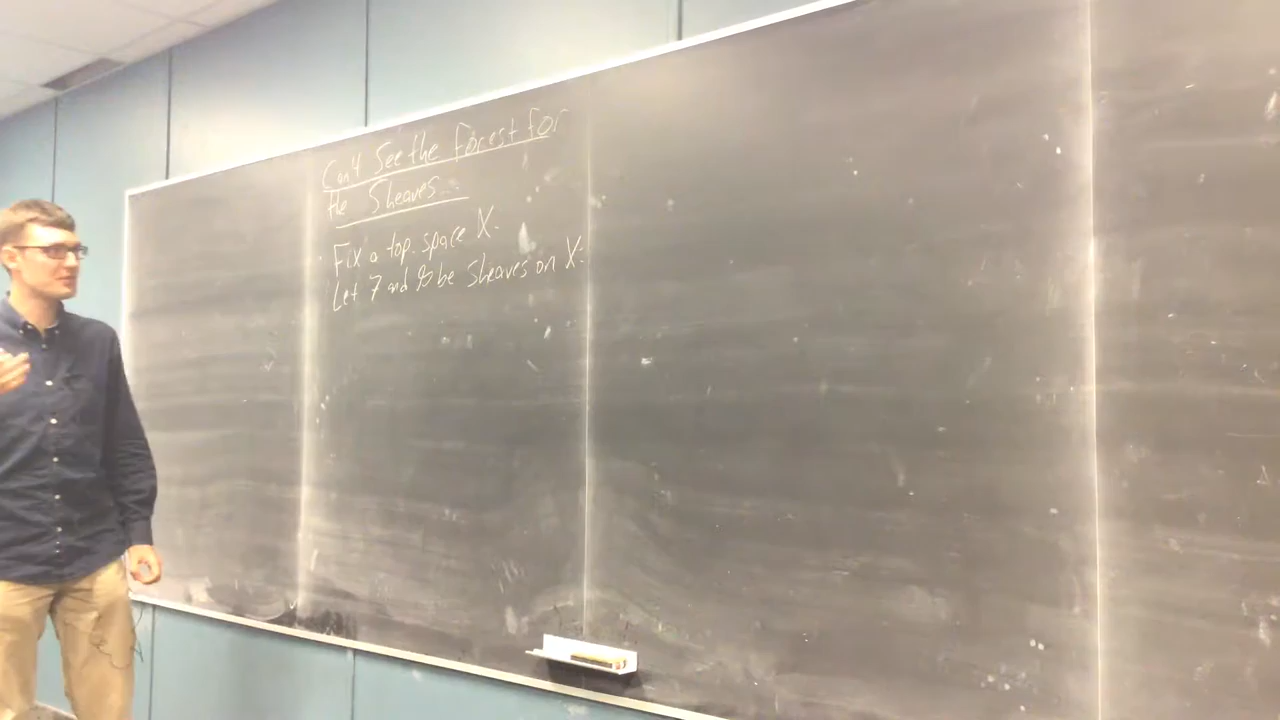 Can't See the Forest for
the Sheaves...
Fix a top. space X.
Let F and G be Sheaves on X.